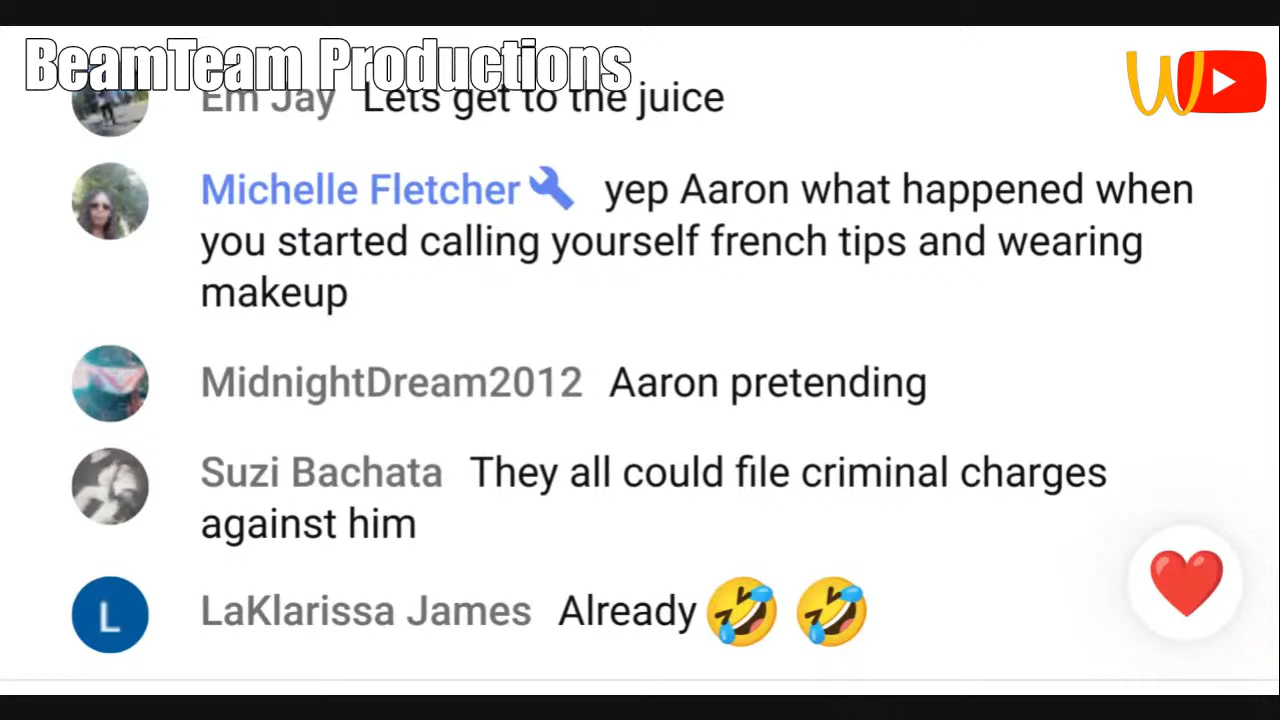 BeamTeam Productions
Em Jay Lets get to the juice
Michelle Fletcher yep Aaron what happened when
you started calling yourself french tips and wearing
makeup
MidnightDream2012 Aaron pretending
Suzi Bachata They all could file criminal charges
against him
L LaKlarissa James Already
W